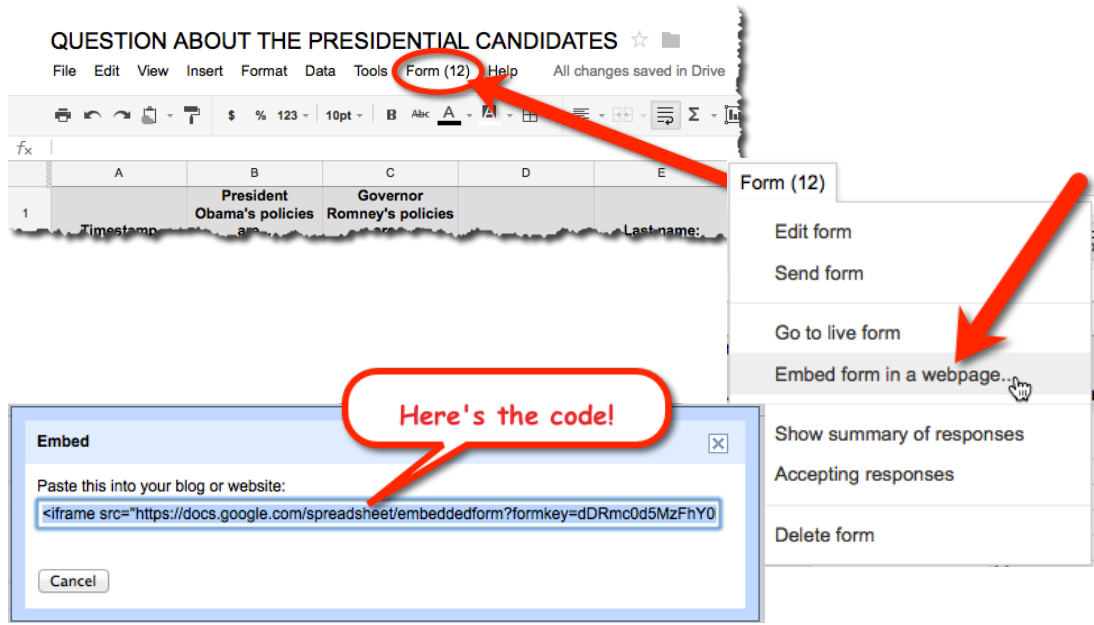 QUESTION ABOUT THE PRESIDENTIAL CANDIDATES
File Edit View Insert Format Data Tools Form (12) Help All changes saved in Drive
$ % 123 10pt B Abc A A Σ
fx
A B C D E
President Governor
1 Obama's policies Romney's policies
Timestamp are are Last name:
Form (12)
Edit form
Send form
Go to live form
Embed form in a webpage...
Show summary of responses
Accepting responses
Delete form
Here's the code!
Embed
Paste this into your blog or website:
<iframe src="https://docs.google.com/spreadsheet/embeddedform?formkey=dDRmc0d5MzFhY0
Cancel